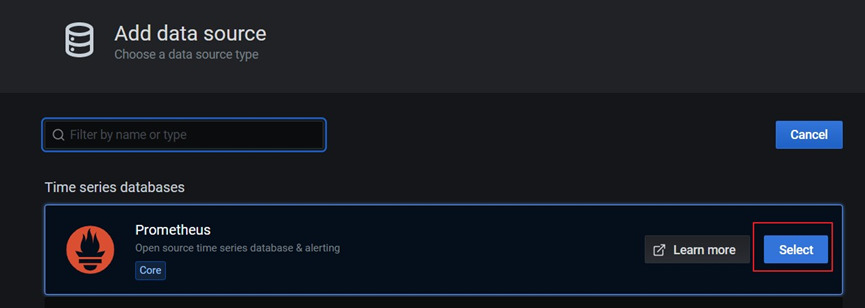 Add data source
Choose a data source type
Filter by name or type
Cancel
Time series databases
Prometheus
Open source time series database & alerting
Core
Learn more
Select